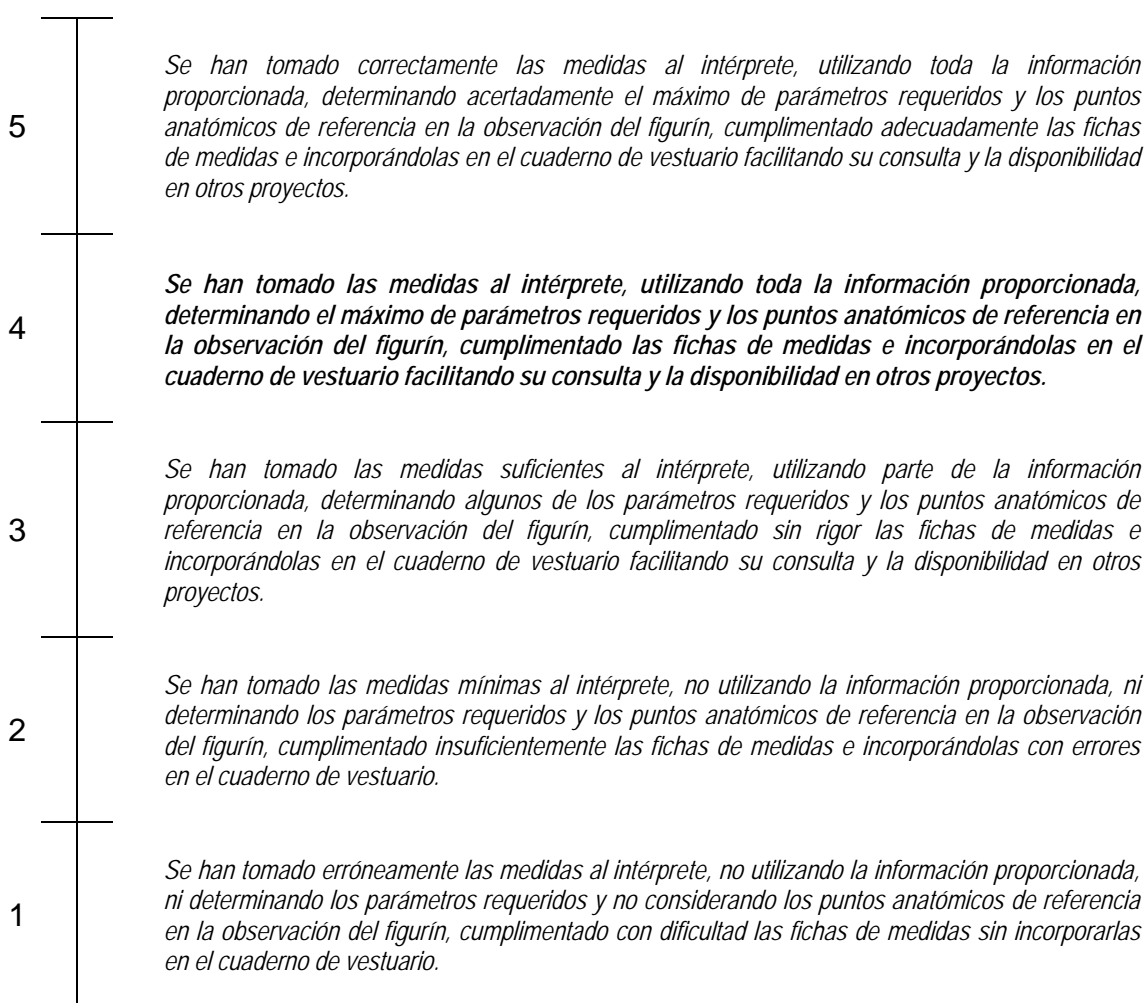 Se han tomado correctamente las medidas al intérprete, utilizando toda la información
proporcionada, determinando acertadamente el máximo de parámetros requeridos y los puntos
5
anatómicos de referencia en la observación del figurín, cumplimentado adecuadamente las fichas
de medidas e incorporándolas en el cuaderno de vestuario facilitando su consulta y la disponibilidad
en otros proyectos.
Se han tomado las medidas al intérprete, utilizando toda la información proporcionada,
determinando el máximo de parámetros requeridos y los puntos anatómicos de referencia en
4
la observación del figurín, cumplimentado las fichas de medidas e incorporándolas en el
cuaderno de vestuario facilitando su consulta y la disponibilidad en otros proyectos.
Se han tomado las medidas suficientes al intérprete, utilizando parte de la información
proporcionada, determinando algunos de los parámetros requeridos y los puntos anatómicos de
3
referencia en la observación del figurín, cumplimentado sin rigor las fichas de medidas e
incorporándolas en el cuaderno de vestuario facilitando su consulta y la disponibilidad en otros
proyectos.
Se han tomado las medidas mínimas al intérprete, no utilizando la información proporcionada, ni
determinando los parámetros requeridos y los puntos anatómicos de referencia en la observación
2
del figurín, cumplimentado insuficientemente las fichas de medidas e incorporándolas con errores
en el cuaderno de vestuario.
Se han tomado erróneamente las medidas al intérprete, no utilizando la información proporcionada,
ni determinando los parámetros requeridos y no considerando los puntos anatómicos de referencia
1
en la observación del figurín, cumplimentado con dificultad las fichas de medidas sin incorporarlas
en el cuaderno de vestuario.